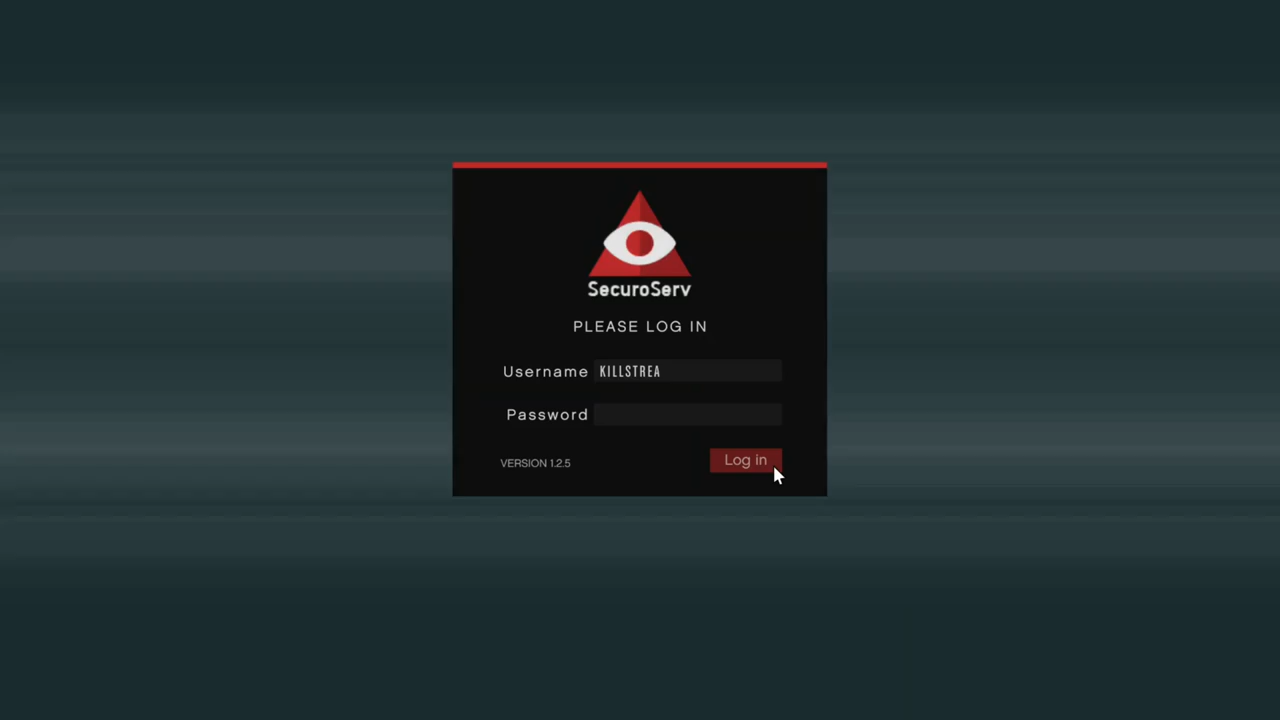 SecuroServ
PLEASE LOG IN
Username KILLSTREA
Password
VERSION 1.2.5
Log in